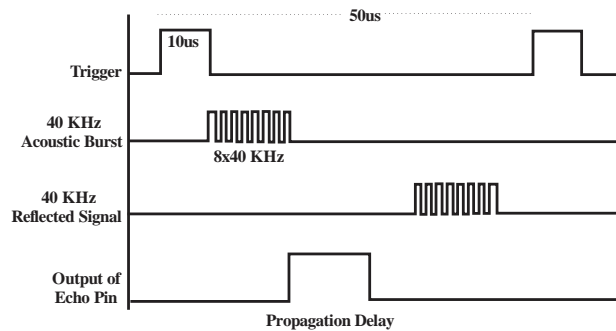 50us
10us
Trigger
40 KHz
Acoustic Burst
8x40 KHz
40 KHz
Reflected Signal
Output of
Echo Pin
Propagation Delay